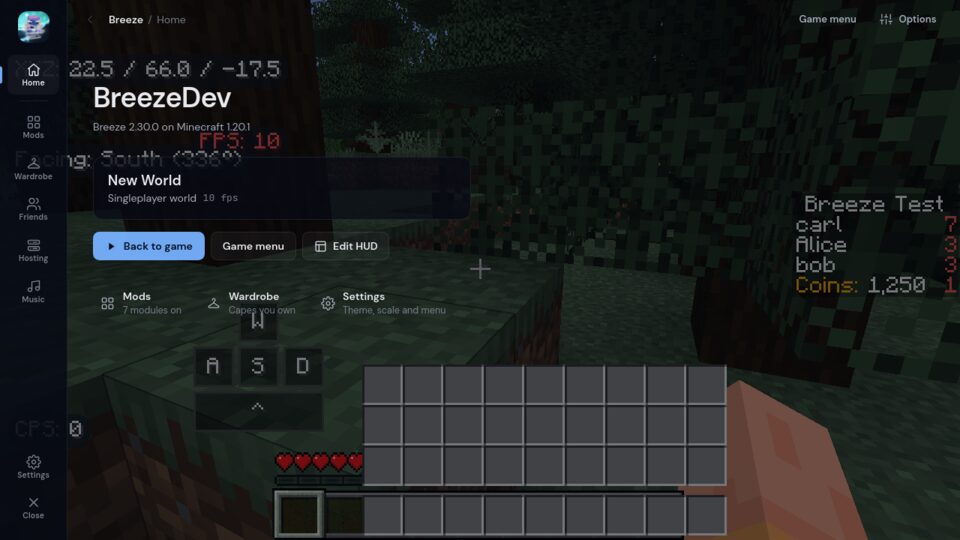 Breeze / Home
Game menu
Options
Home
22.5 / 66.0 / -17.5
BreezeDev
Breeze 2.30.0 on Minecraft 1.20.1
FPS: 10
Mods
Facing: South (336°)
Wardrobe
New World
Singleplayer world 10 fps
Friends
Breeze Test
carl 7
Alice 3
bob 3
Coins: 1,250 1
Back to game
Game menu
Edit HUD
Hosting
Music
Mods
7 modules on
Wardrobe
Capes you own
Settings
Theme, scale and menu
W
A S D
^
CPS: 0
Settings
Close